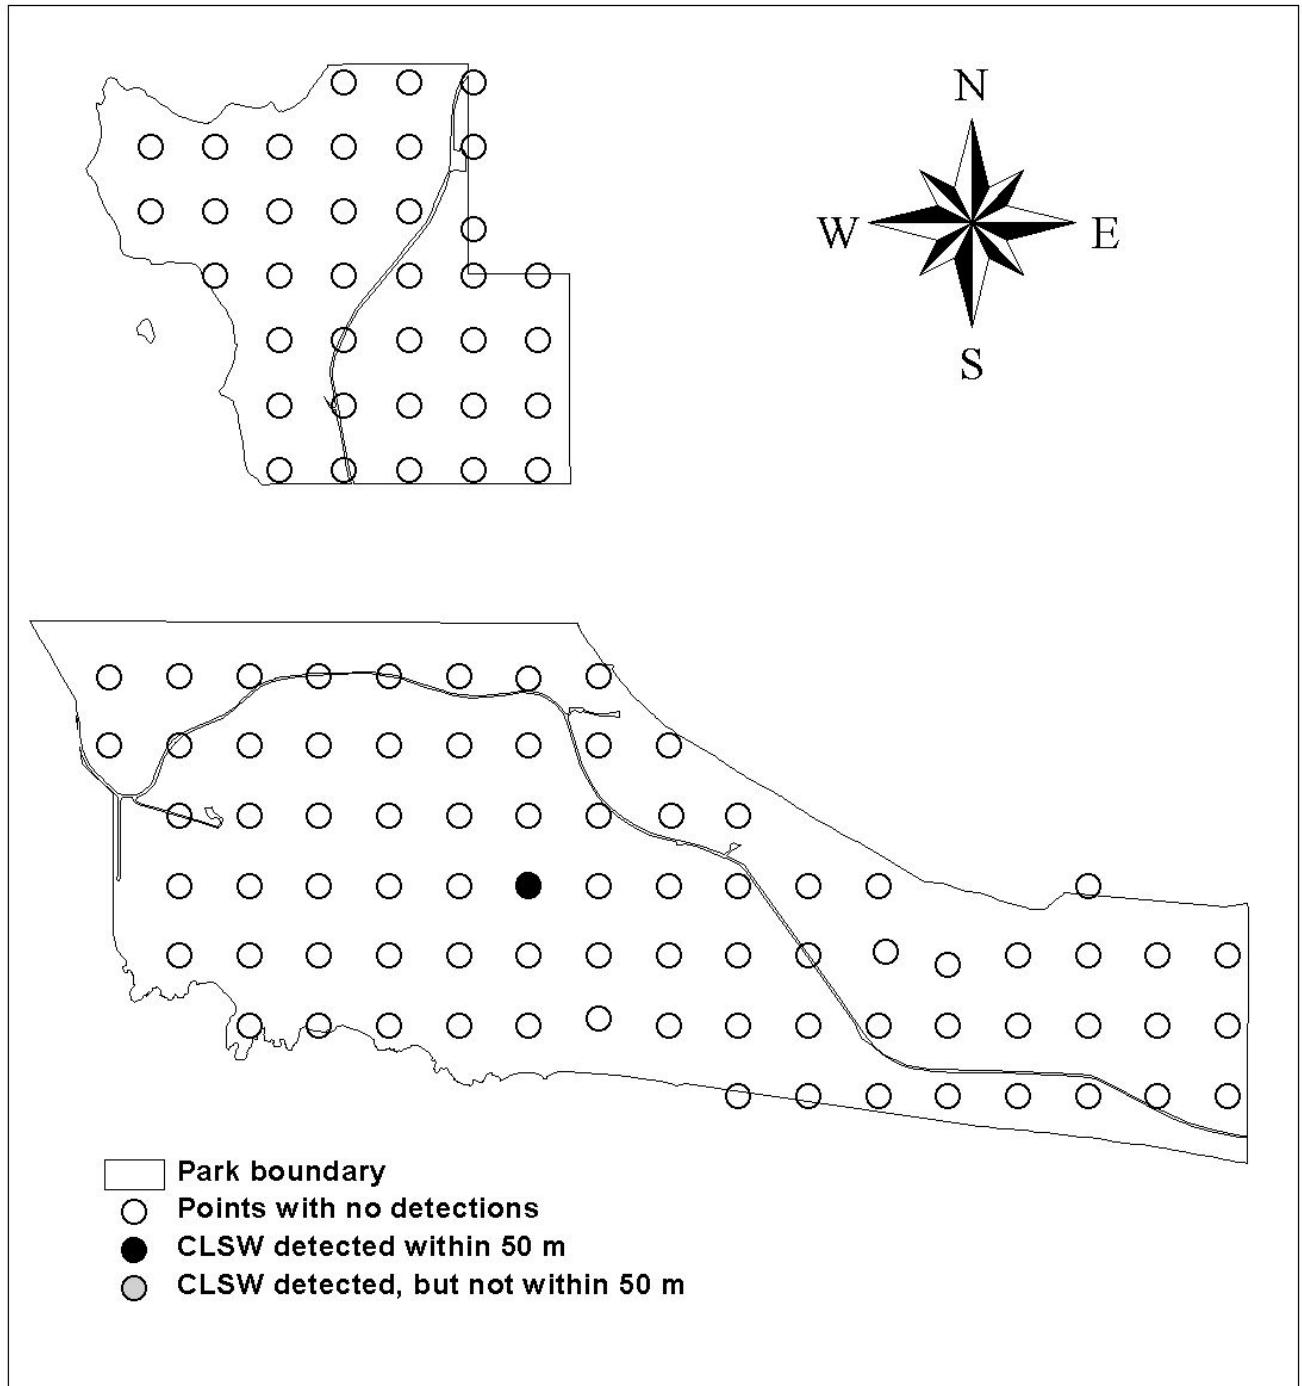 N
W
E
S
Park boundary
Points with no detections
CLSW detected within 50 m
CLSW detected, but not within 50 m